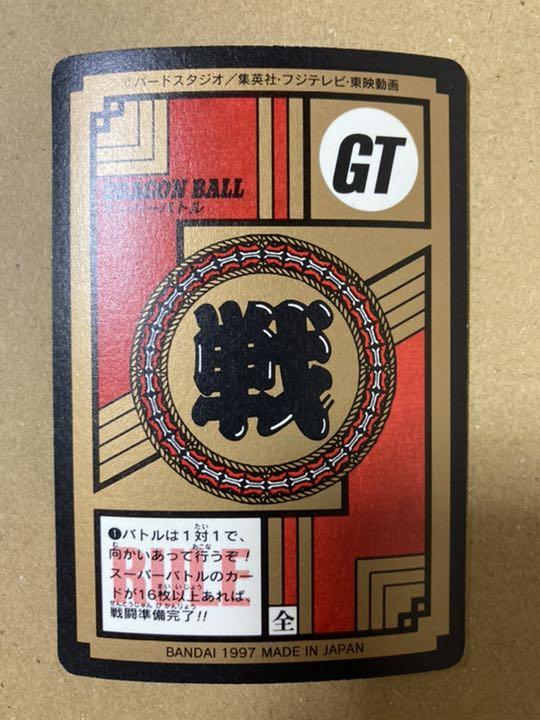 ©バードスタジオ／集英社・フジテレビ・東映動画
GT
DRAGON BALL
スーパーバトル
戦
❶バトルは1対1で、
向かいあって行うぞ！
スーパーバトルのカー
ドが16枚以上あれば、
戦闘準備完了!!
RULE
全
BANDAI 1997 MADE IN JAPAN